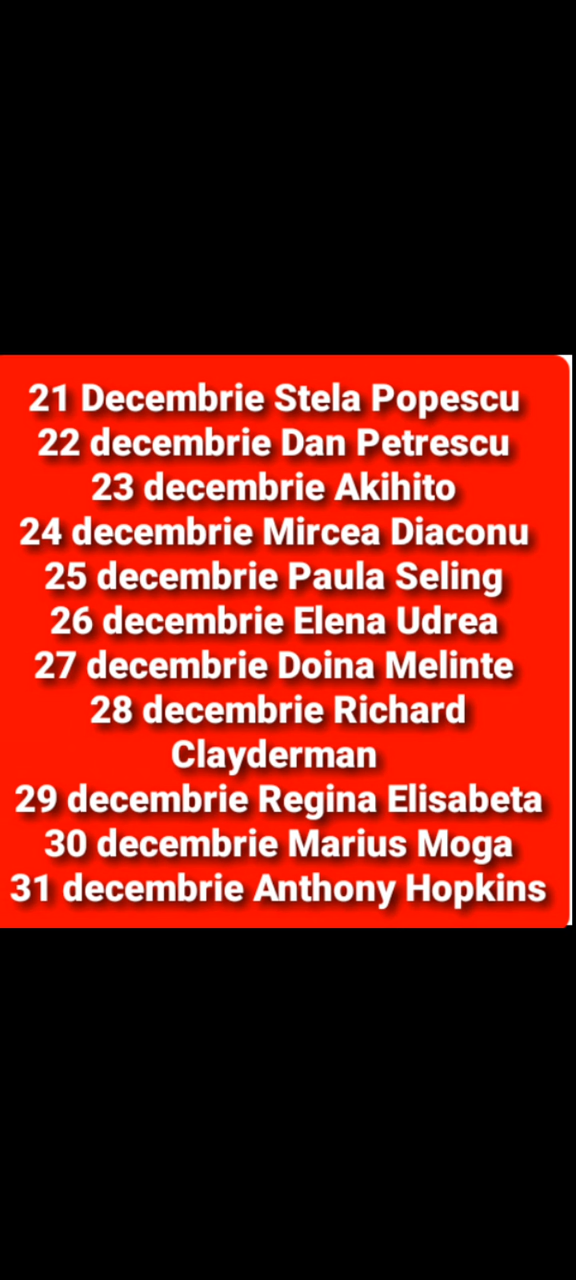 21 Decembrie Stela Popescu
22 decembrie Dan Petrescu
23 decembrie Akihito
24 decembrie Mircea Diaconu
25 decembrie Paula Seling
26 decembrie Elena Udrea
27 decembrie Doina Melinte
28 decembrie Richard
Clayderman
29 decembrie Regina Elisabeta
30 decembrie Marius Moga
31 decembrie Anthony Hopkins